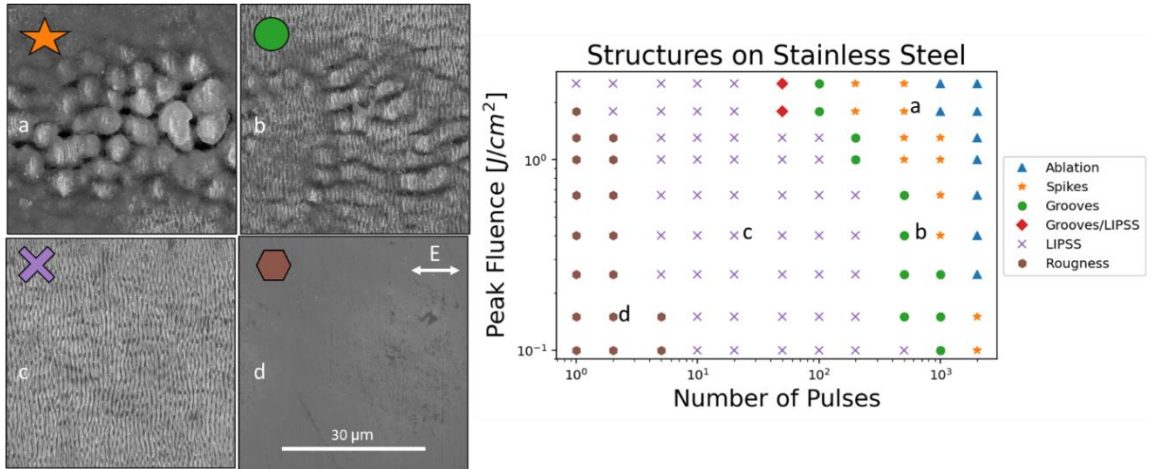 a
b
c
d
E
30 µm
Structures on Stainless Steel
Peak Fluence [J/cm²]
10⁰
10⁻¹
a
c
b
d
10⁰
10¹
10²
10³
Number of Pulses
Ablation
Spikes
Grooves
Grooves/LIPSS
LIPSS
Rougness